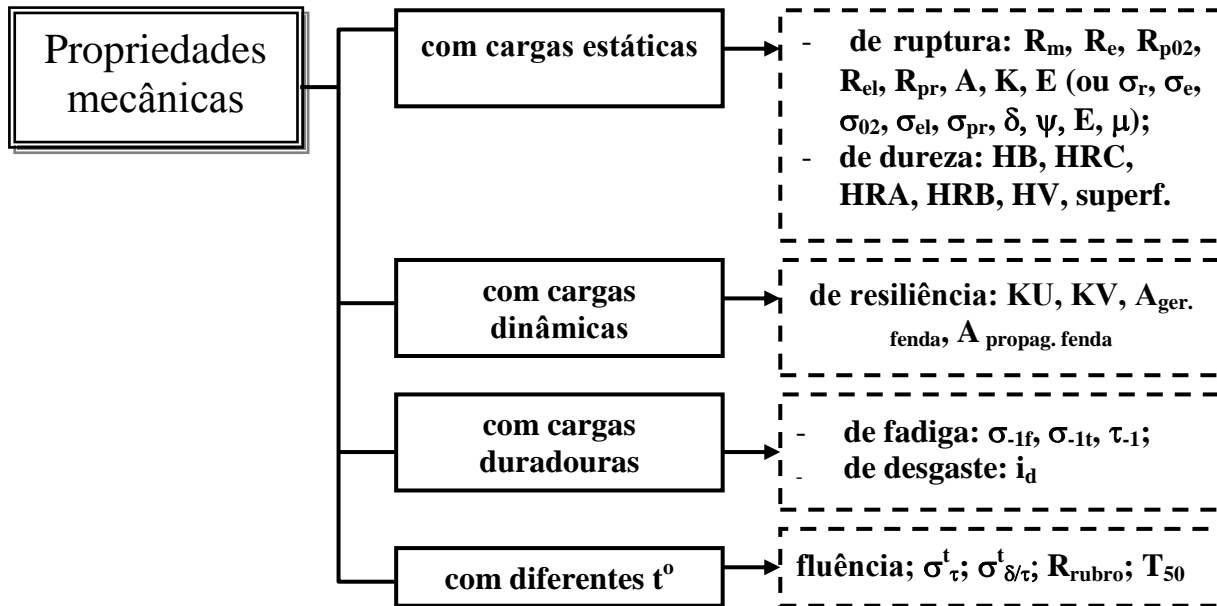 Propriedades
mecânicas
com cargas estáticas
- de ruptura: Rm, Re, Rp02,
Rel, Rpr, A, K, E (ou σr, σe,
σ02, σel, σpr, δ, ψ, E, μ);
- de dureza: HB, HRC,
HRA, HRB, HV, superf.
com cargas
dinâmicas
de resiliência: KU, KV, Ager.
fenda, A propag. fenda
com cargas
duradouras
- de fadiga: σ-1f, σ-1t, τ-1;
- de desgaste: id
com diferentes tº
fluência; σtτ; σtδ/τ; Rrubro; T50